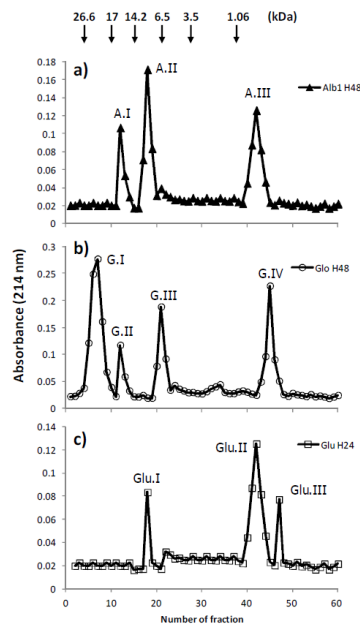 26.6 17 14.2 6.5 3.5 1.06 (kDa)
a)
A.I
A.II
A.III
Alb1 H48
0.18
0.16
0.14
0.12
0.1
0.08
0.06
0.04
0.02
0
b)
G.I
G.II
G.III
G.IV
Glo H48
0.3
0.25
0.2
0.15
0.1
0.05
0
c)
Glu.I
Glu.II
Glu.III
Glu H24
0.14
0.12
0.1
0.08
0.06
0.04
0.02
0
Absorbance (214 nm)
0 10 20 30 40 50 60
Number of fraction